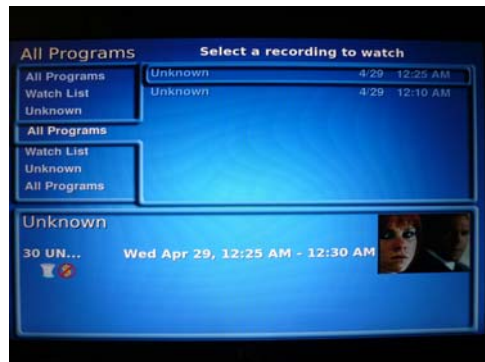 All Programs
Select a recording to watch
All Programs
Watch List
Unknown
All Programs
Watch List
Unknown
All Programs
Unknown 4/29 12:25 AM
Unknown 4/29 12:10 AM
Unknown
30 UN... Wed Apr 29, 12:25 AM - 12:30 AM